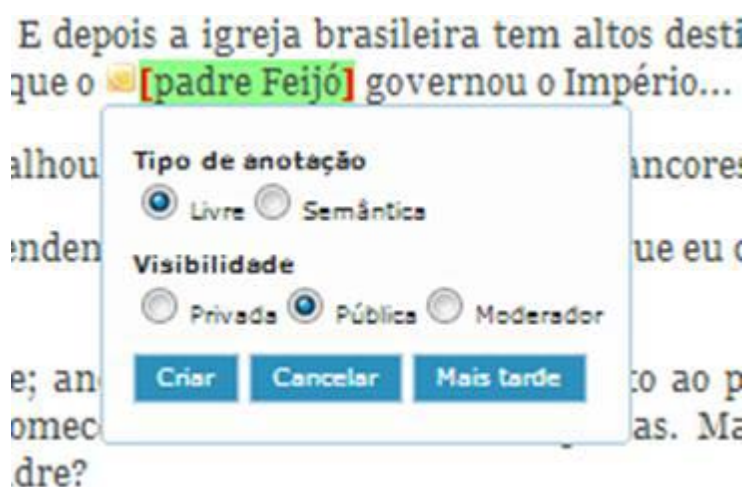 E depois a igreja brasileira tem altos desti
que o [padre Feijó] governou o Império...
alhou
ancores
Tipo de anotação
Livre Semântica
enden
ue eu
Visibilidade
Privada Pública Moderador
Criar Cancelar Mais tarde
e; an
to ao p
omec
as. Ma
dre?